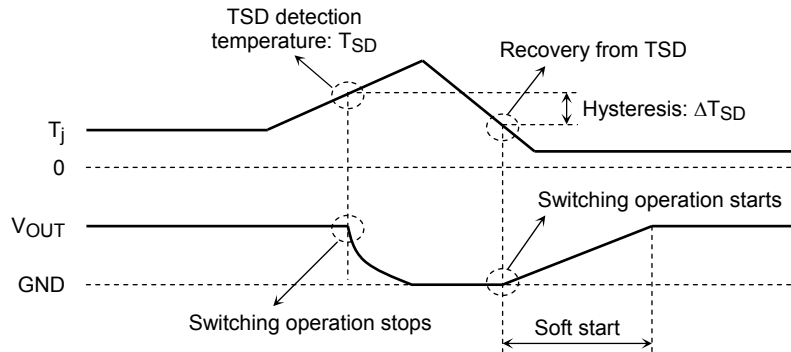 TSD detection
temperature: TSD
Recovery from TSD
Hysteresis: ΔTSD
Tj
0
Switching operation starts
VOUT
GND
Switching operation stops
Soft start